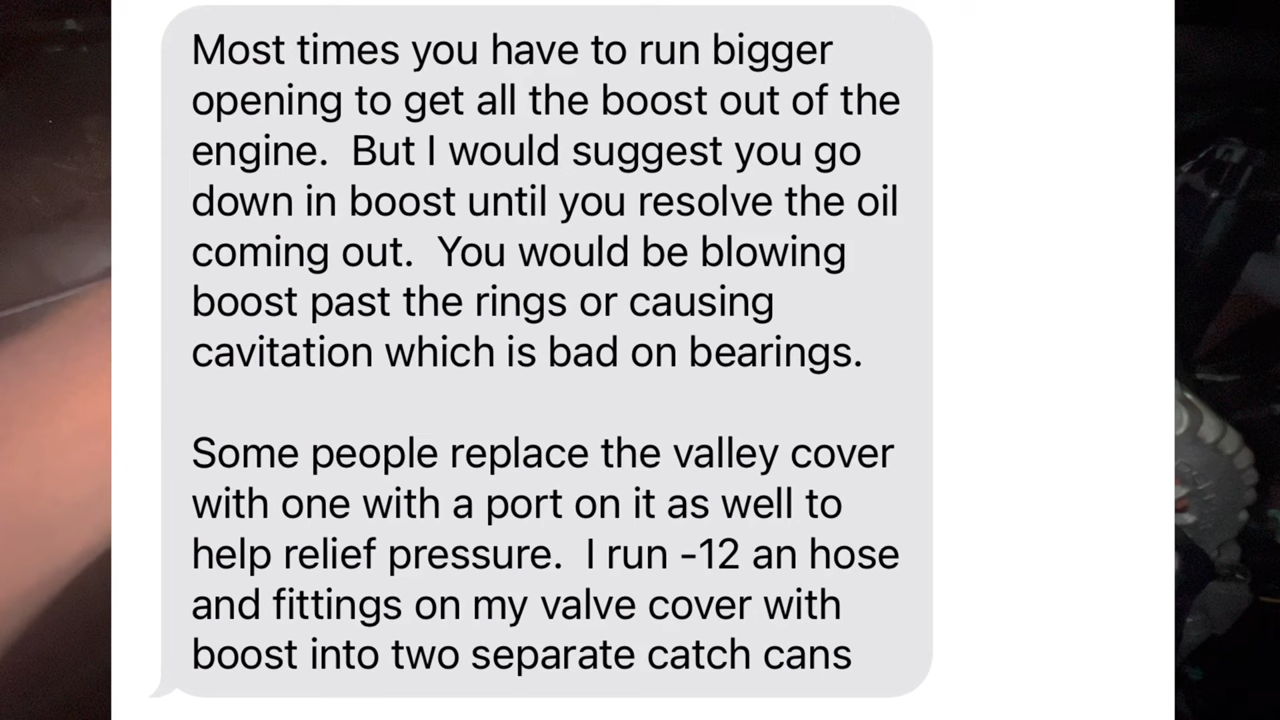 Most times you have to run bigger
opening to get all the boost out of the
engine.  But I would suggest you go
down in boost until you resolve the oil
coming out.  You would be blowing
boost past the rings or causing
cavitation which is bad on bearings.
Some people replace the valley cover
with one with a port on it as well to
help relief pressure.  I run -12 an hose
and fittings on my valve cover with
boost into two separate catch cans